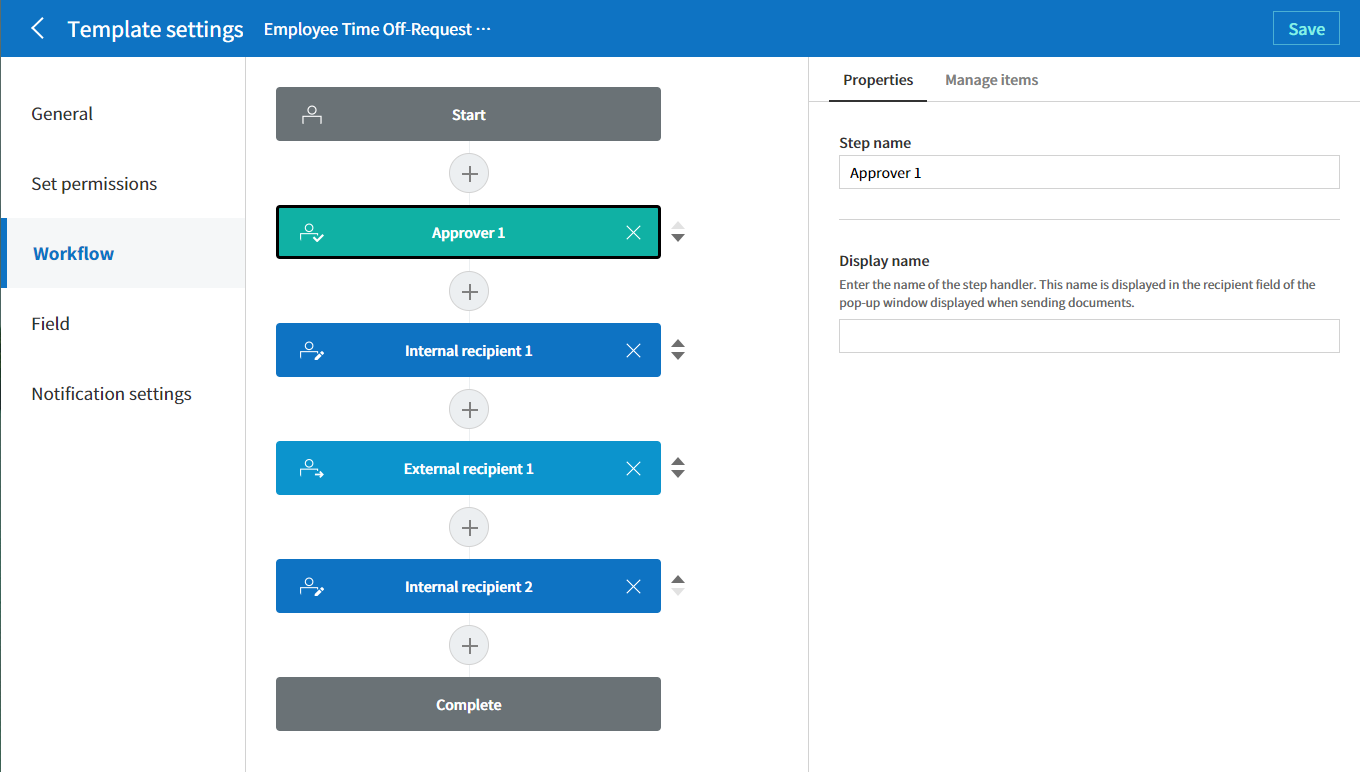 Template settings Employee Time Off-Request ··· Save
General
Set permissions
Workflow
Field
Notification settings
Start
Approver 1
Internal recipient 1
External recipient 1
Internal recipient 2
Complete
Properties Manage items
Step name
Approver 1
Display name
Enter the name of the step handler. This name is displayed in the recipient field of the
pop-up window displayed when sending documents.